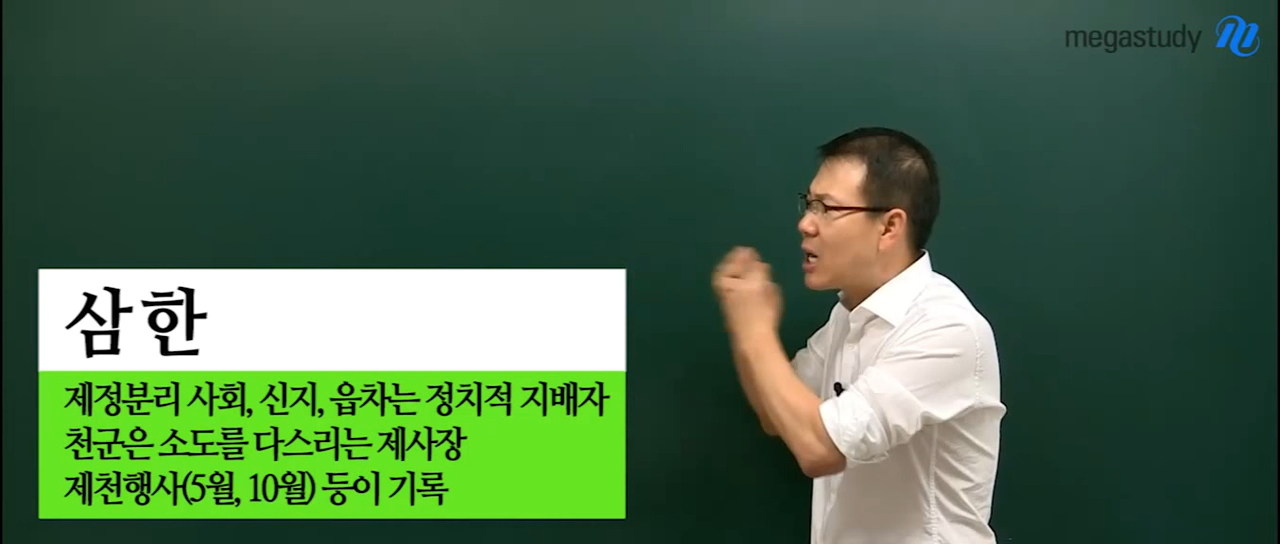 megastudy
삼한
제정분리 사회, 신지, 읍차는 정치적 지배자
천군은 소도를 다스리는 제사장
제천행사(5월, 10월) 등이 기록